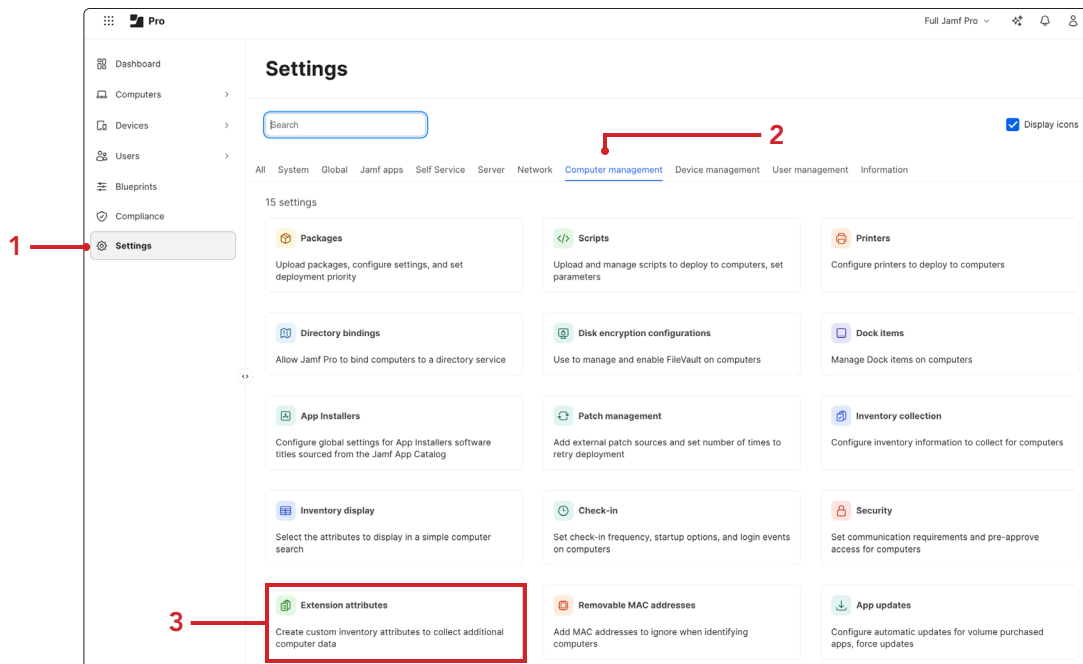 Pro
Full Jamf Pro
Dashboard
Computers
Devices
Users
Blueprints
Compliance
1
Settings
Settings
Search
2
Display icons
All System Global Jamf apps Self Service Server Network Computer management Device management User management Information
15 settings
Packages
Upload packages, configure settings, and set
deployment priority
Scripts
Upload and manage scripts to deploy to computers, set
parameters
Printers
Configure printers to deploy to computers
Directory bindings
Allow Jamf Pro to bind computers to a directory service
Disk encryption configurations
Use to manage and enable FileVault on computers
Dock items
Manage Dock items on computers
App Installers
Configure global settings for App Installers software
titles sourced from the Jamf App Catalog
Patch management
Add external patch sources and set number of times to
retry deployment
Inventory collection
Configure inventory information to collect for computers
Inventory display
Select the attributes to display in a simple computer
search
Check-in
Set check-in frequency, startup options, and login events
on computers
Security
Set communication requirements and pre-approve
access for computers
3
Extension attributes
Create custom inventory attributes to collect additional
computer data
Removable MAC addresses
Add MAC addresses to ignore when identifying
computers
App updates
Configure automatic updates for volume purchased
apps, force updates